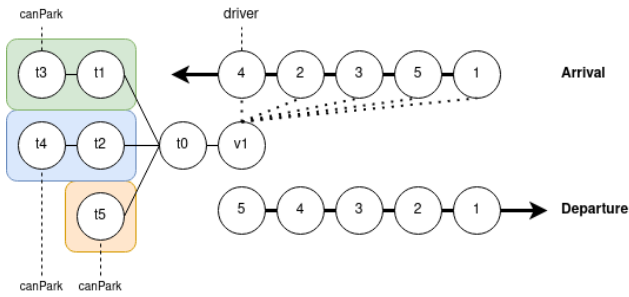 canPark driver
t3 t1 4 2 3 5 1 Arrival
t4 t2 t0 v1
t5 5 4 3 2 1 Departure
canPark canPark